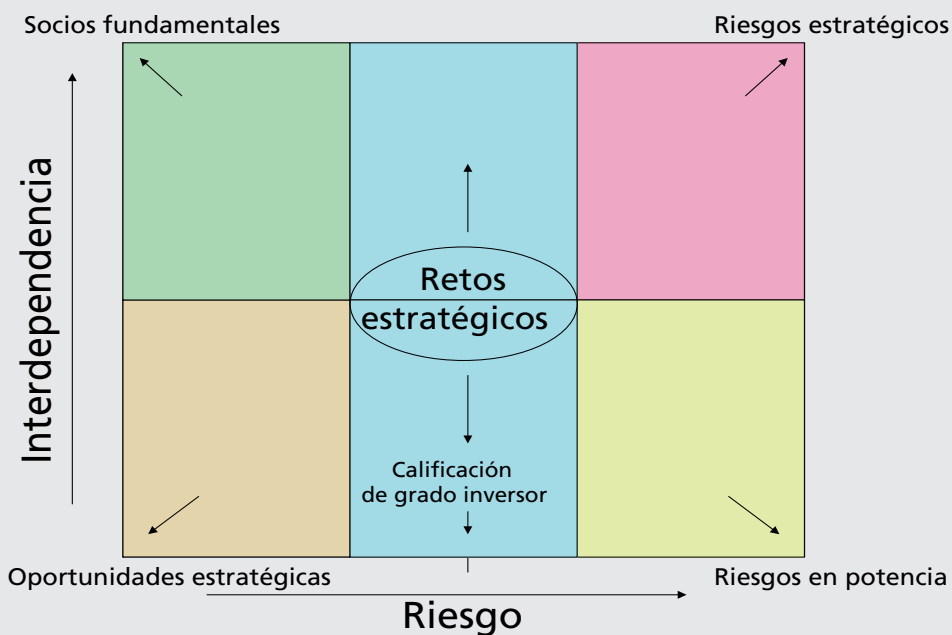 Socios fundamentales
Riesgos estratégicos
Interdependencia
Retos
estratégicos
Calificación
de grado inversor
Oportunidades estratégicas
Riesgos en potencia
Riesgo